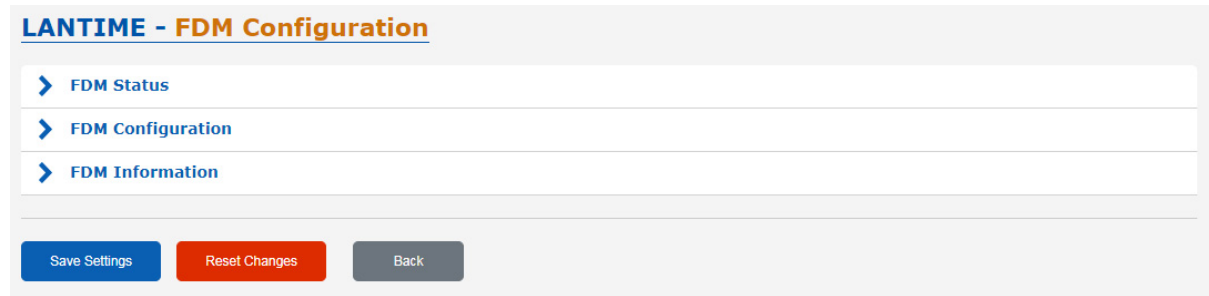 LANTIME - FDM Configuration
FDM Status
FDM Configuration
FDM Information
Save Settings Reset Changes Back